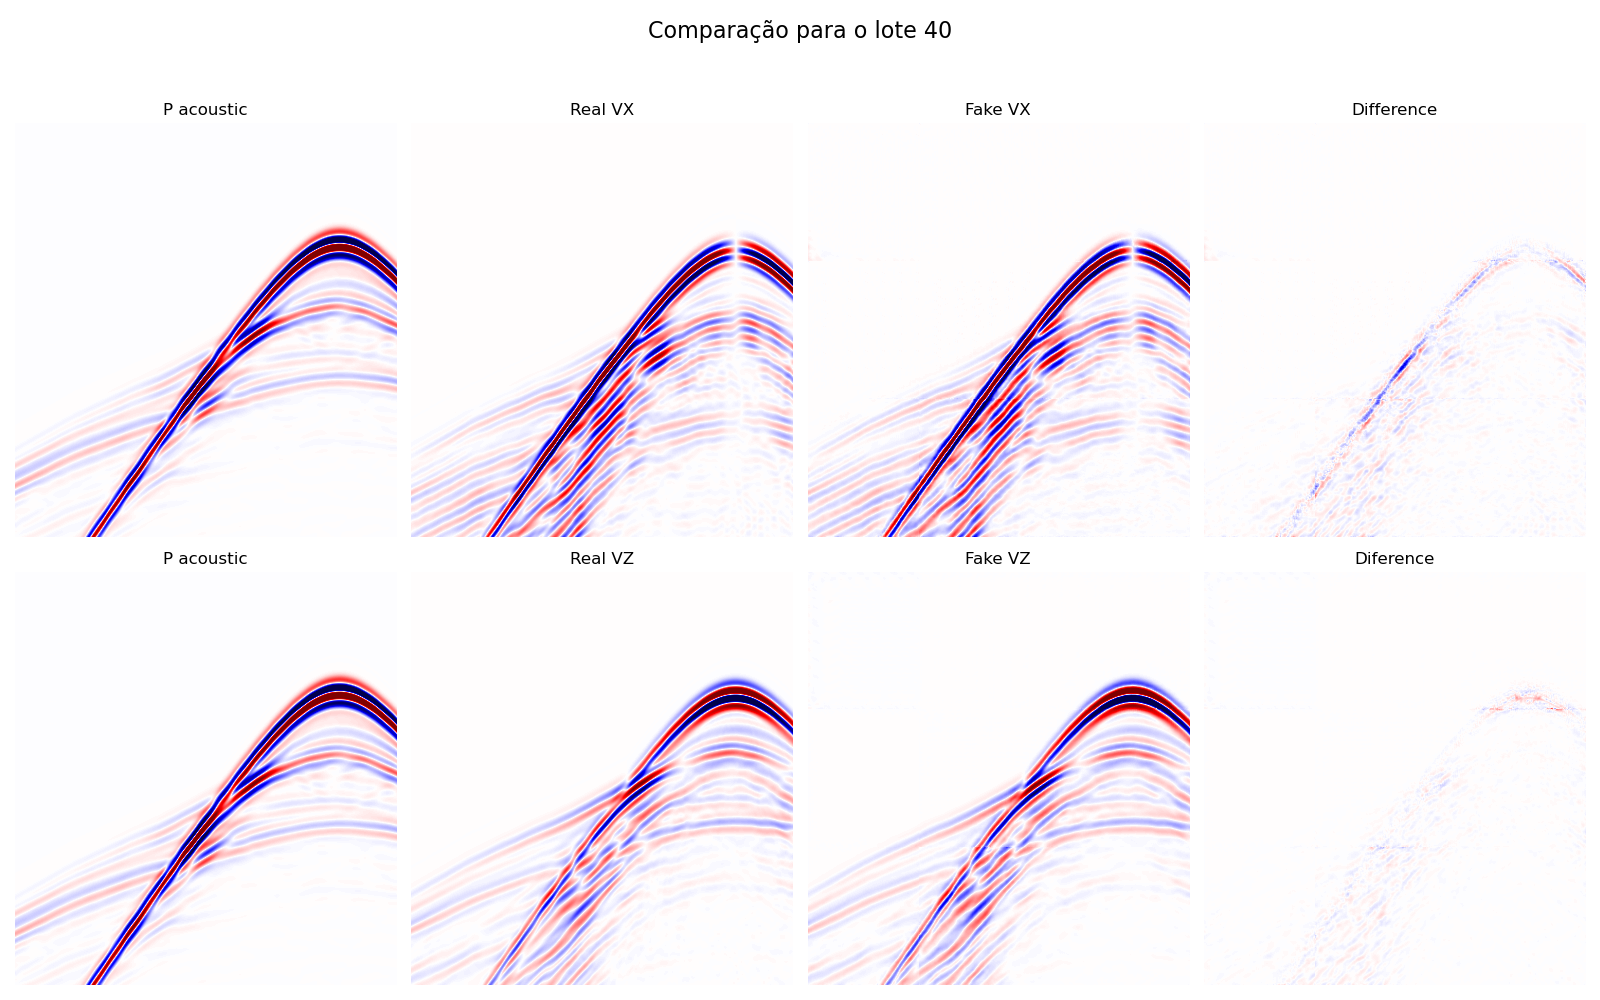 Comparação para o lote 40
P acoustic
Real VX
Fake VX
Difference
P acoustic
Real VZ
Fake VZ
Diference